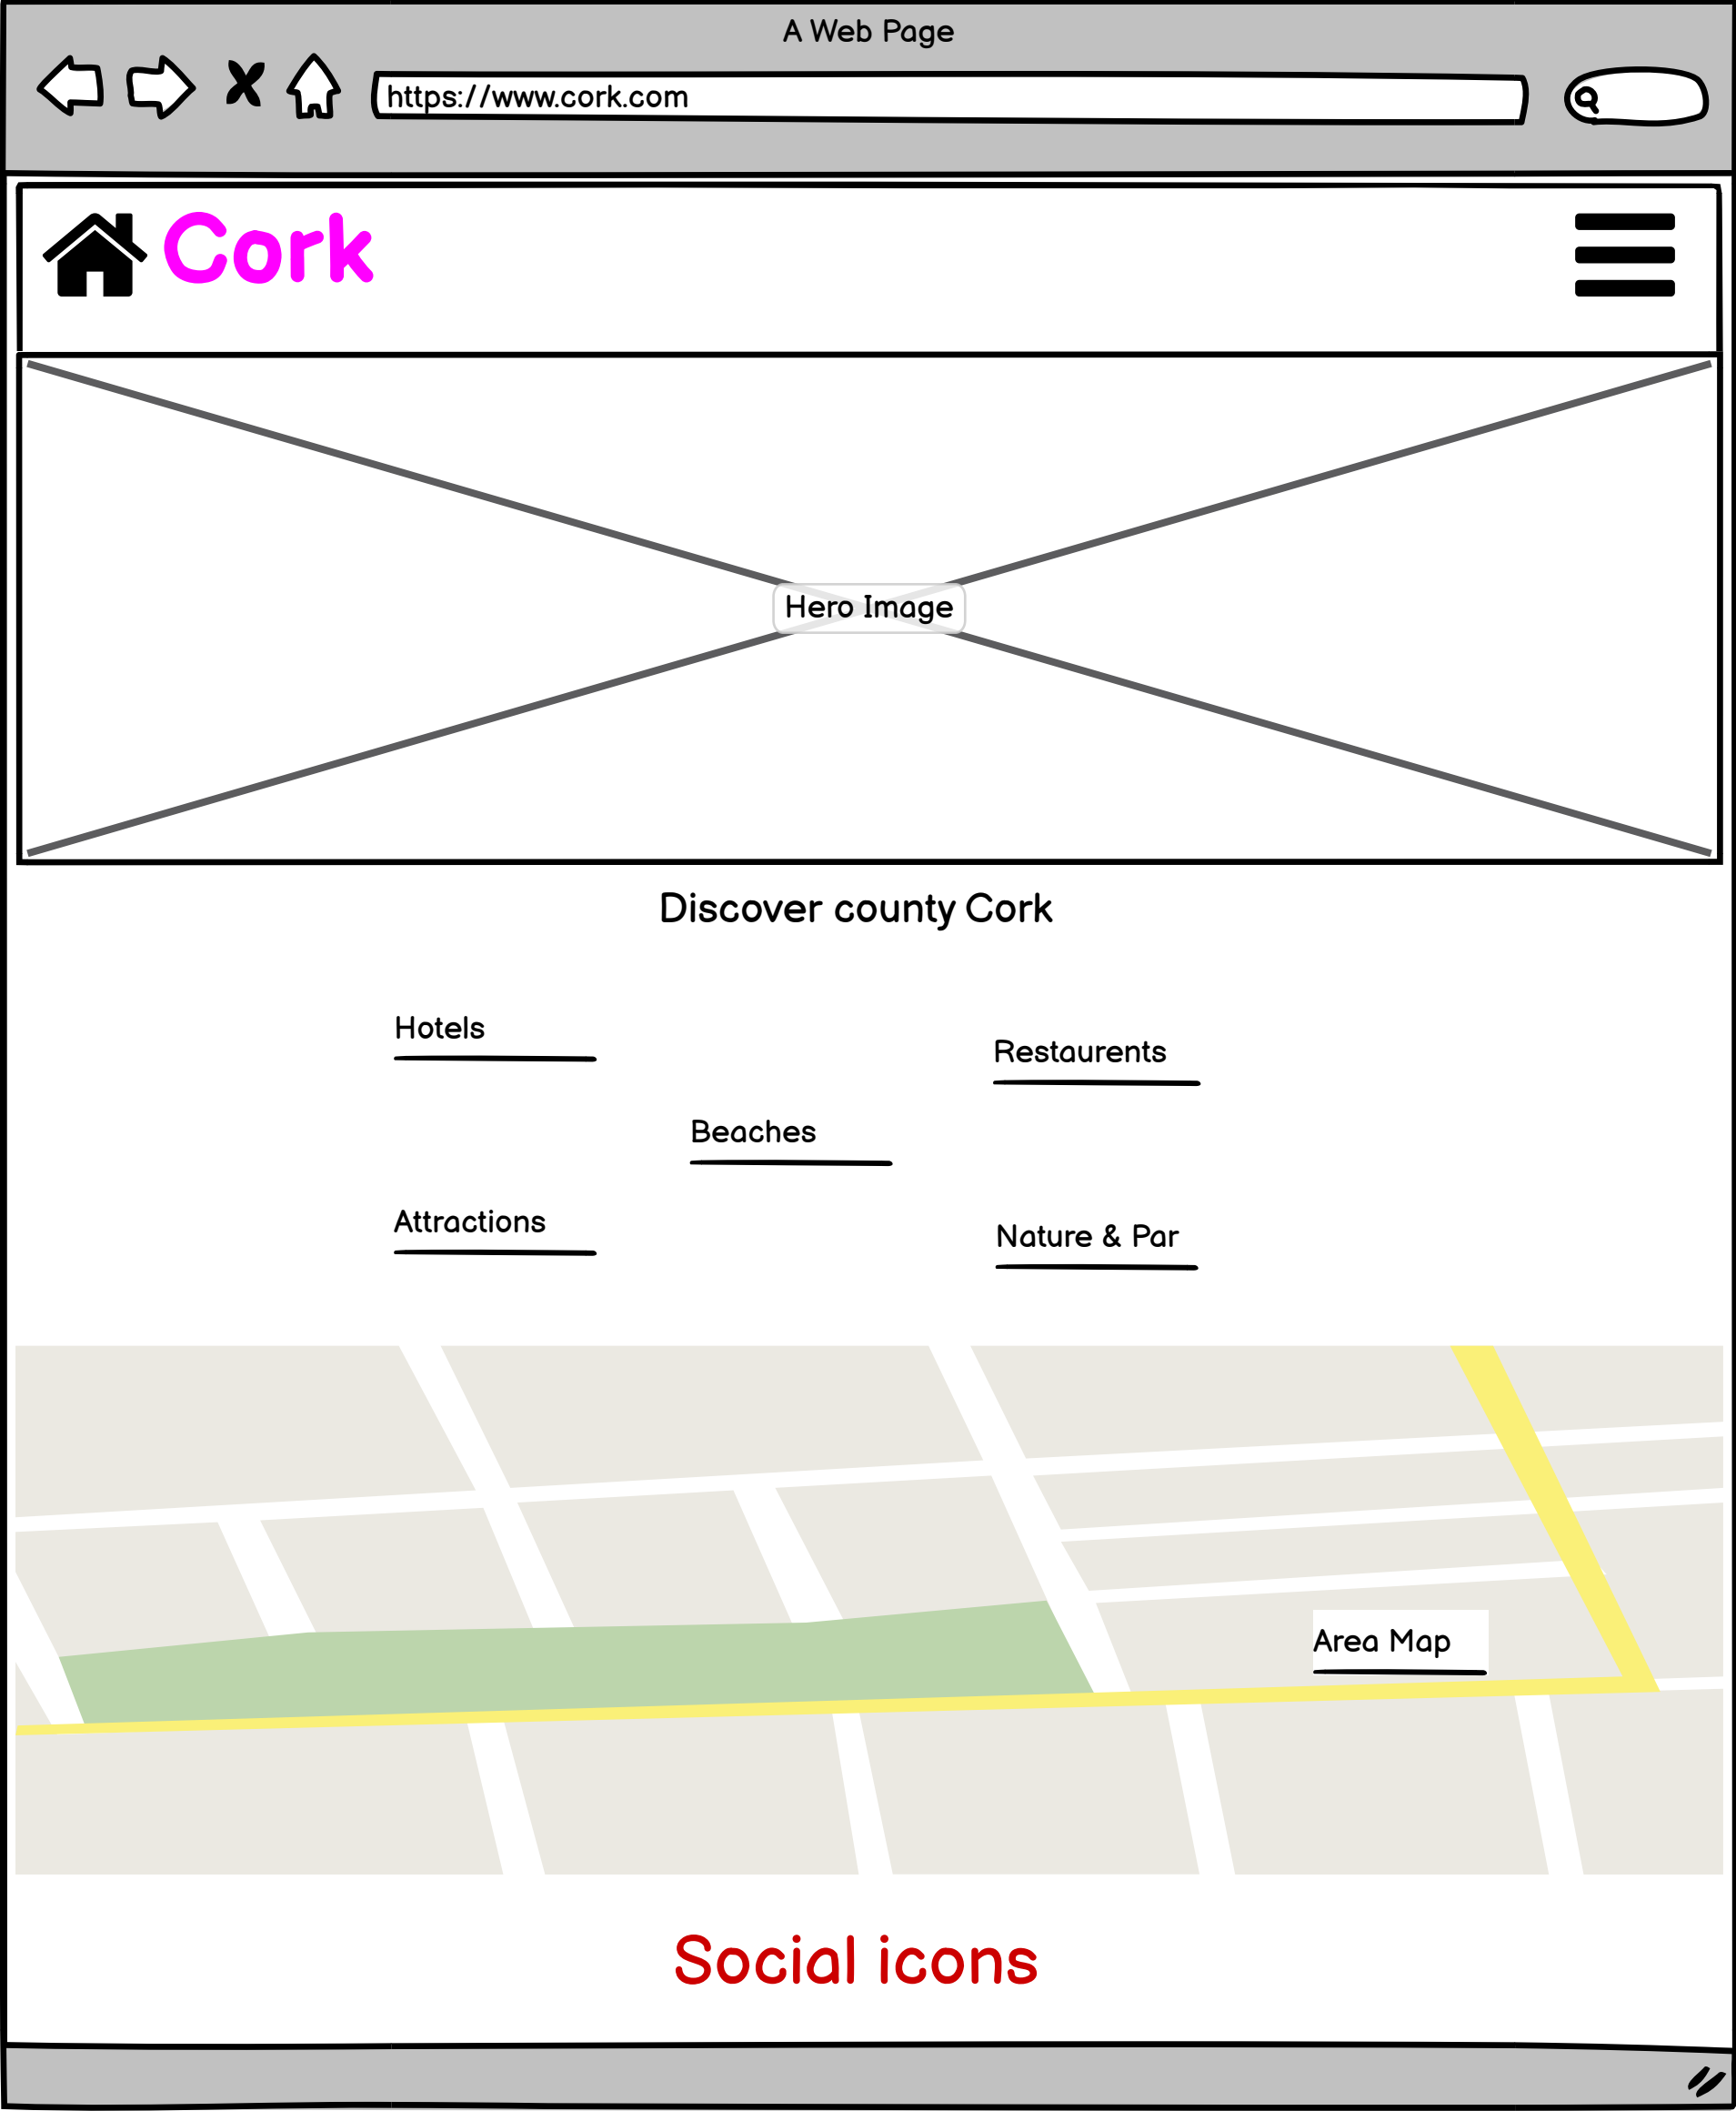 A Web Page
https://www.cork.com
Cork
Hero Image
Discover county Cork
Hotels
Restaurents
Beaches
Attractions
Nature & Par
Area Map
Social icons